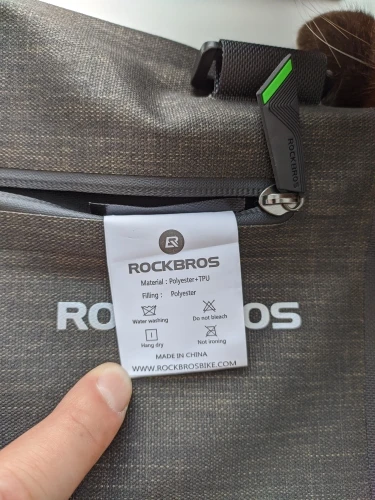 ROCKBROS
ROCKBROS
Material : Polyester+TPU
Filling : Polyester
Water washing
Do not bleach
Hang dry
Not ironing
MADE IN CHINA
WWW.ROCKBROSBIKE.COM
RO
ROS